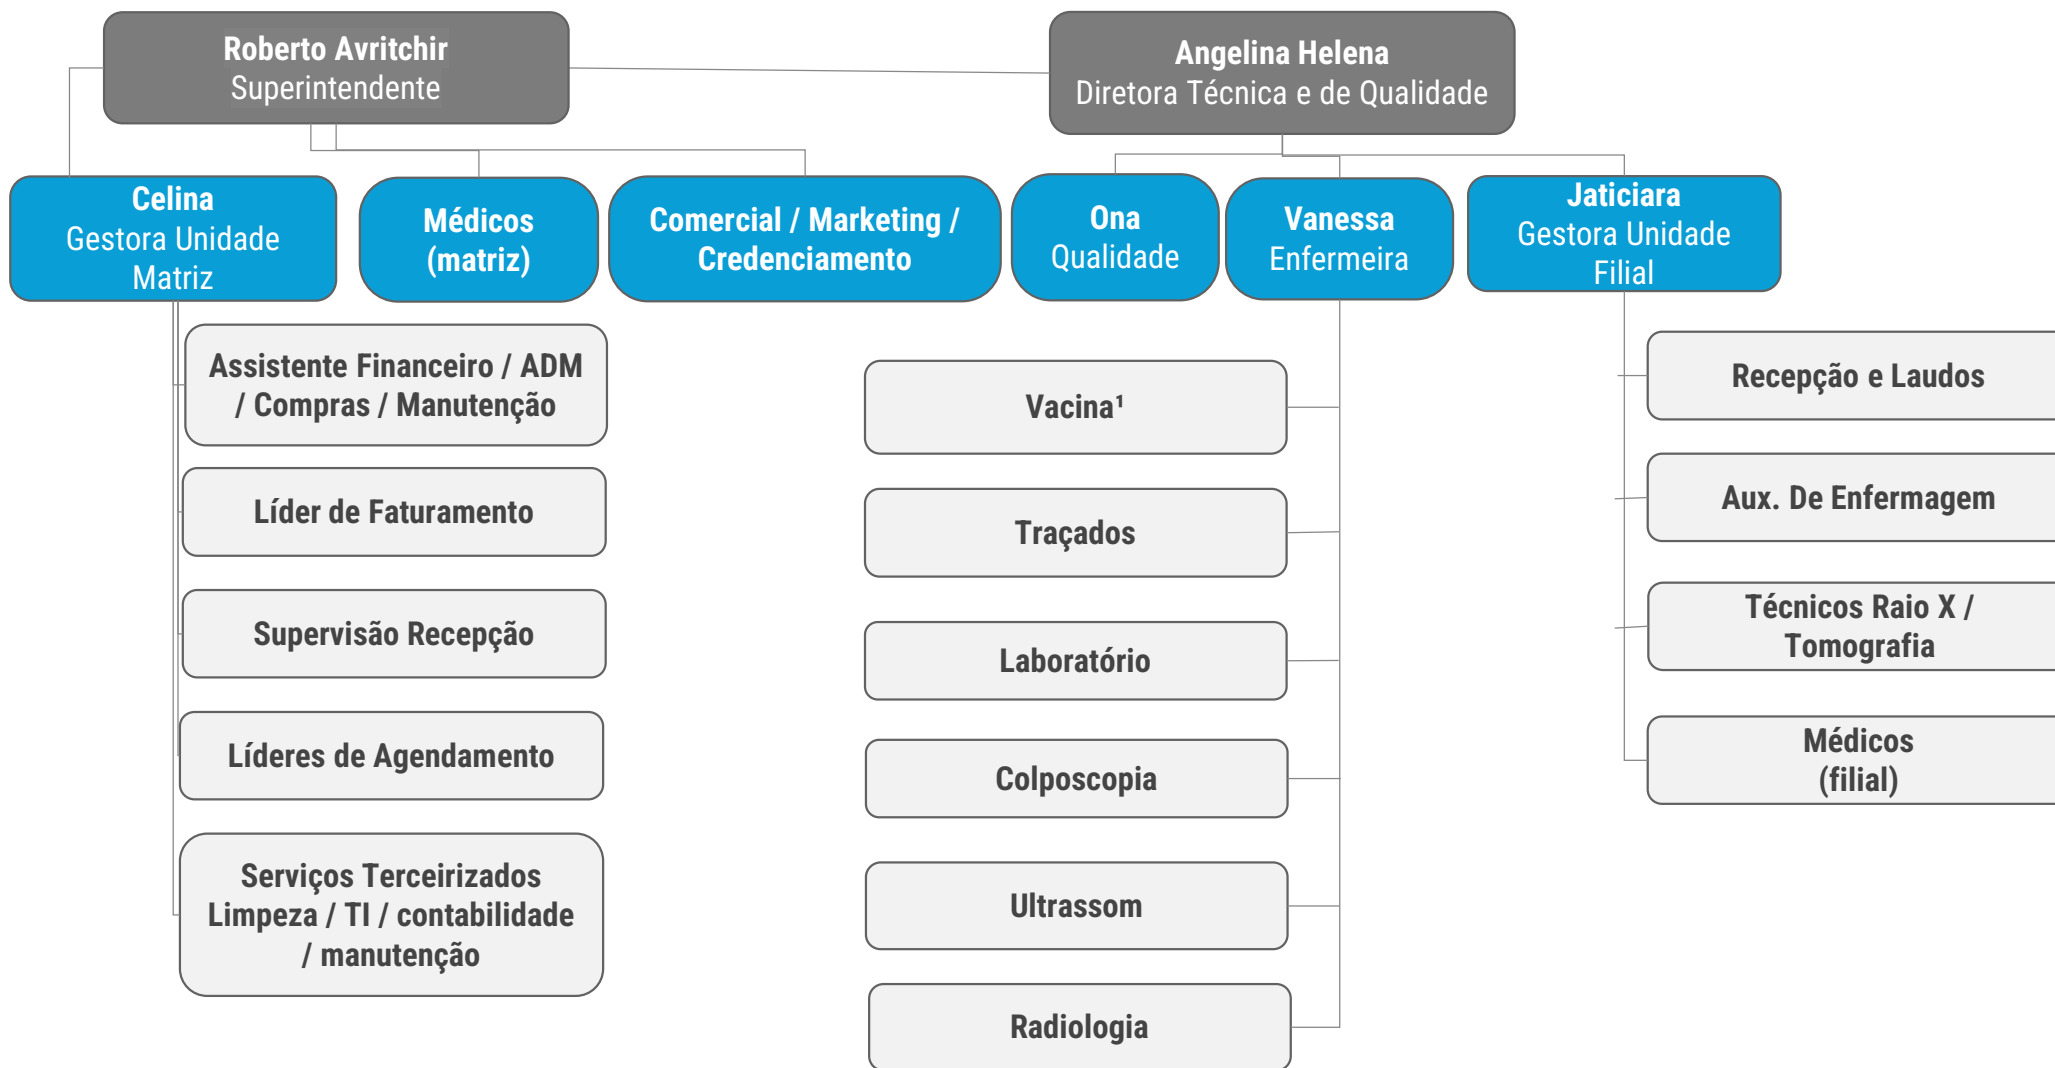 Roberto Avritchir
Superintendente
Angelina Helena
Diretora Técnica e de Qualidade
Celina
Gestora Unidade
Matriz
Médicos
(matriz)
Comercial / Marketing /
Credenciamento
Ona
Qualidade
Vanessa
Enfermeira
Jaticiara
Gestora Unidade
Filial
Assistente Financeiro / ADM
/ Compras / Manutenção
Líder de Faturamento
Supervisão Recepção
Líderes de Agendamento
Serviços Terceirizados
Limpeza / TI / contabilidade
/ manutenção
Vacina¹
Traçados
Laboratório
Colposcopia
Ultrassom
Radiologia
Recepção e Laudos
Aux. De Enfermagem
Técnicos Raio X /
Tomografia
Médicos
(filial)